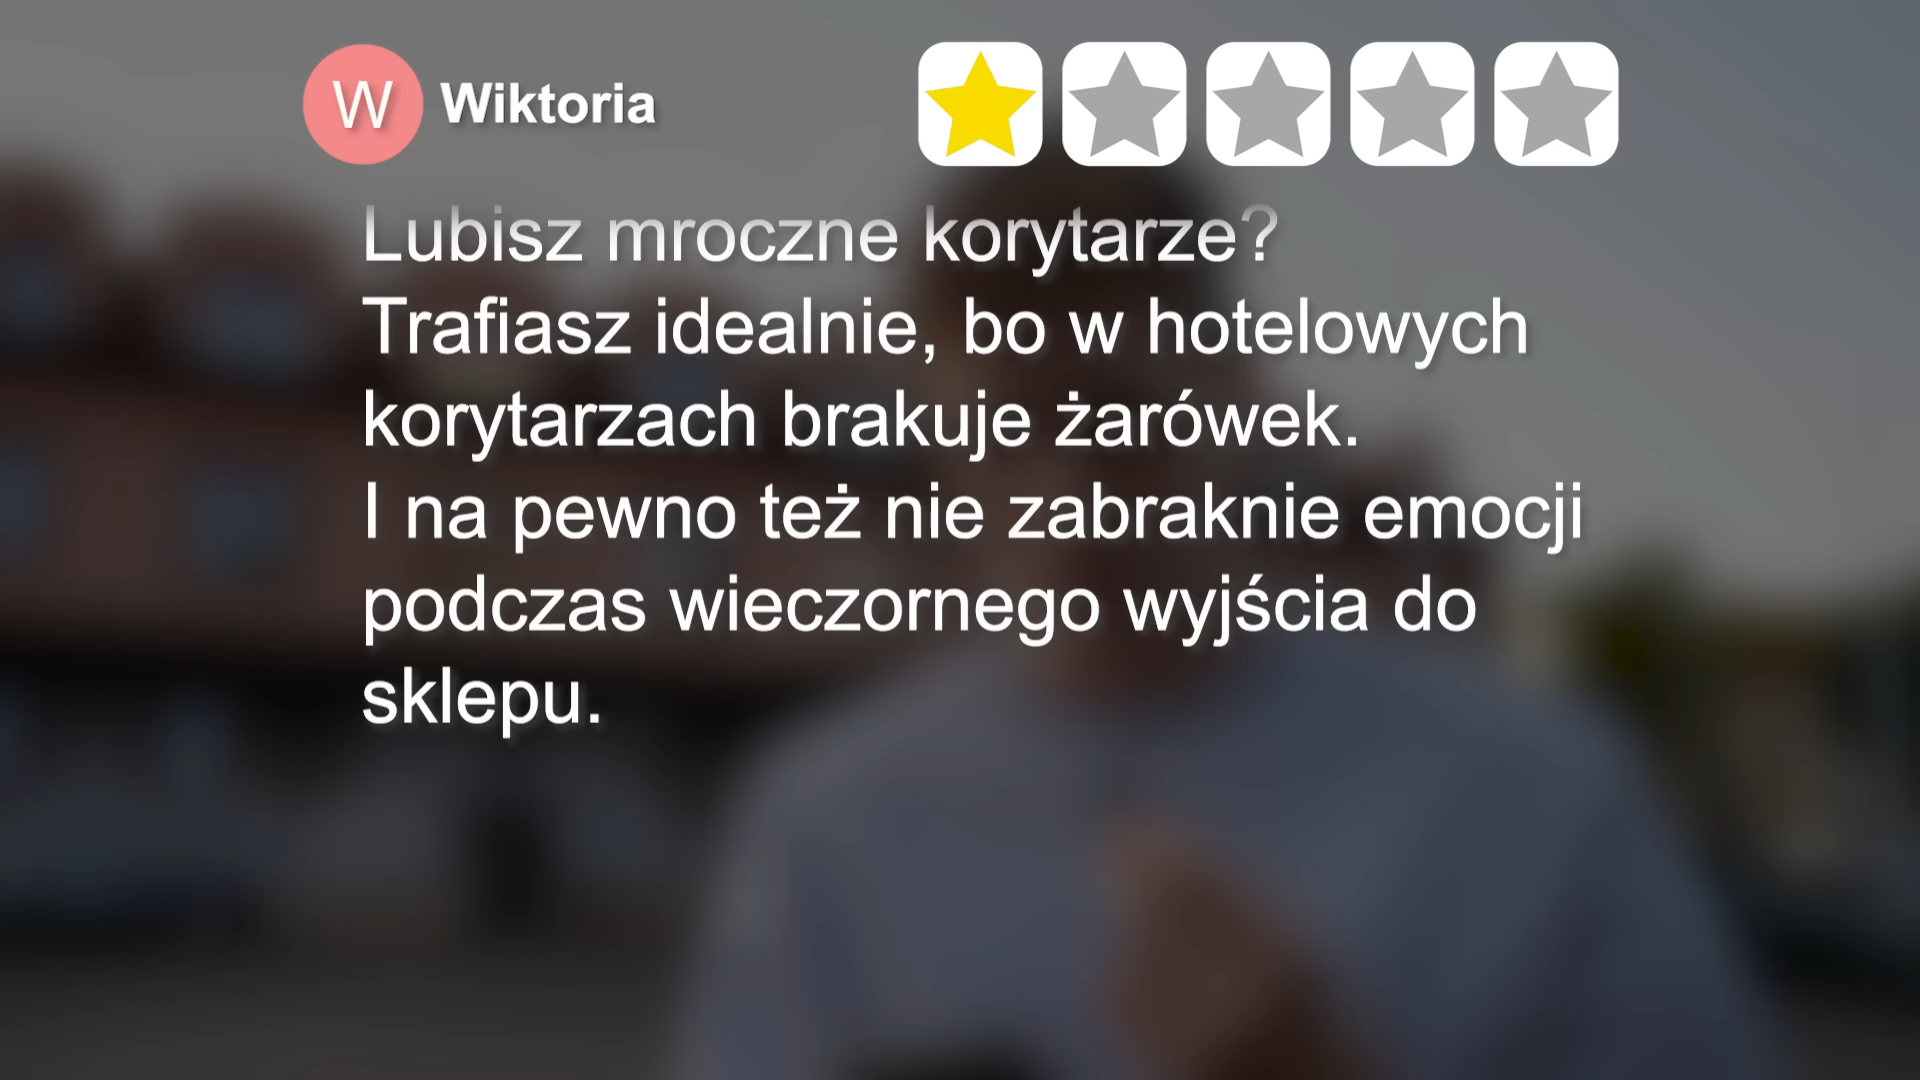 W Wiktoria
Lubisz mroczne korytarze?
Trafiasz idealnie, bo w hotelowych
korytarzach brakuje żarówek.
I na pewno też nie zabraknie emocji
podczas wieczornego wyjścia do
sklepu.